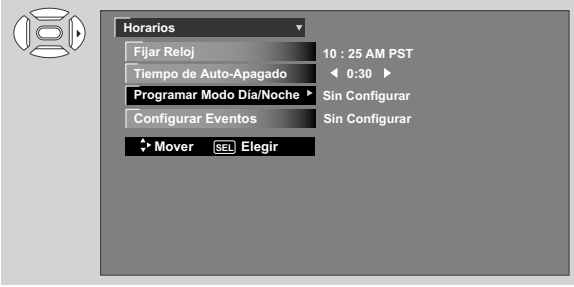 Horarios
Fijar Reloj 10 : 25 AM PST
Tiempo de Auto-Apagado 0:30
Programar Modo Día/Noche Sin Configurar
Configurar Eventos Sin Configurar
Mover SEL Elegir